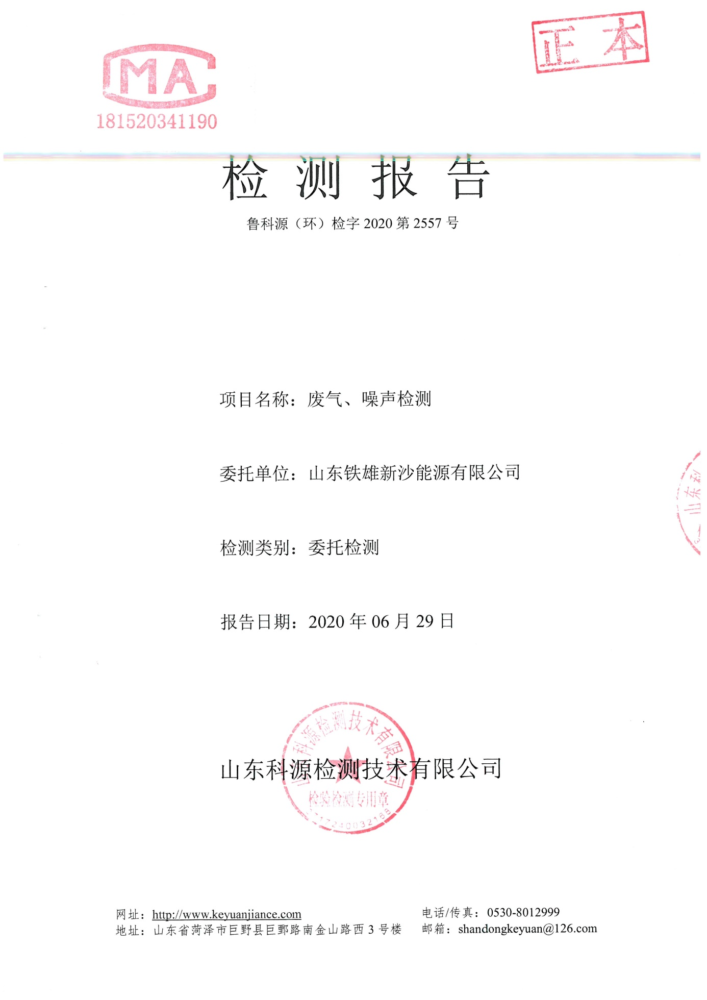 正 本
CMA
181520341190
检 测 报 告
鲁科源（环）检字 2020 第 2557 号
项目名称：废气、噪声检测
委托单位：山东铁雄新沙能源有限公司
山东科
检测类别：委托检测
报告日期：2020 年 06 月 29 日
山东科源检测技术有限公司
山东科源检测技术有限公司
检验检测专用章
网址：http://www.keyuanjiance.com 电话/传真：0530-8012999
地址：山东省菏泽市巨野县巨鄄路南金山路西 3 号楼 邮箱：shandongkeyuan@126.com